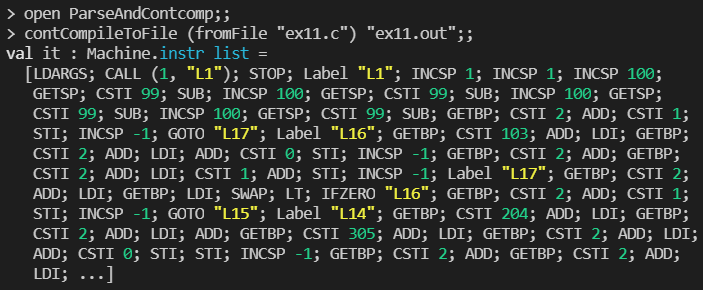 > open ParseAndContcomp;;
> contCompileToFile (fromFile "ex11.c") "ex11.out";;
val it : Machine.instr list =
[LDARGS; CALL (1, "L1"); STOP; Label "L1"; INCSP 1; INCSP 1; INCSP 100;
GETSP; CSTI 99; SUB; INCSP 100; GETSP; CSTI 99; SUB; INCSP 100; GETSP;
CSTI 99; SUB; INCSP 100; GETSP; CSTI 99; SUB; GETBP; CSTI 2; ADD; CSTI 1;
STI; INCSP -1; GOTO "L17"; Label "L16"; GETBP; CSTI 103; ADD; LDI; GETBP;
CSTI 2; ADD; LDI; ADD; CSTI 0; STI; INCSP -1; GETBP; CSTI 2; ADD; GETBP;
CSTI 2; ADD; LDI; CSTI 1; ADD; STI; INCSP -1; Label "L17"; GETBP; CSTI 2;
ADD; LDI; GETBP; LDI; SWAP; LT; IFZERO "L16"; GETBP; CSTI 2; ADD; CSTI 1;
STI; INCSP -1; GOTO "L15"; Label "L14"; GETBP; CSTI 204; ADD; LDI; GETBP;
CSTI 2; ADD; LDI; ADD; GETBP; CSTI 305; ADD; LDI; GETBP; CSTI 2; ADD; LDI;
ADD; CSTI 0; STI; STI; INCSP -1; GETBP; CSTI 2; ADD; GETBP; CSTI 2; ADD;
LDI; ...]